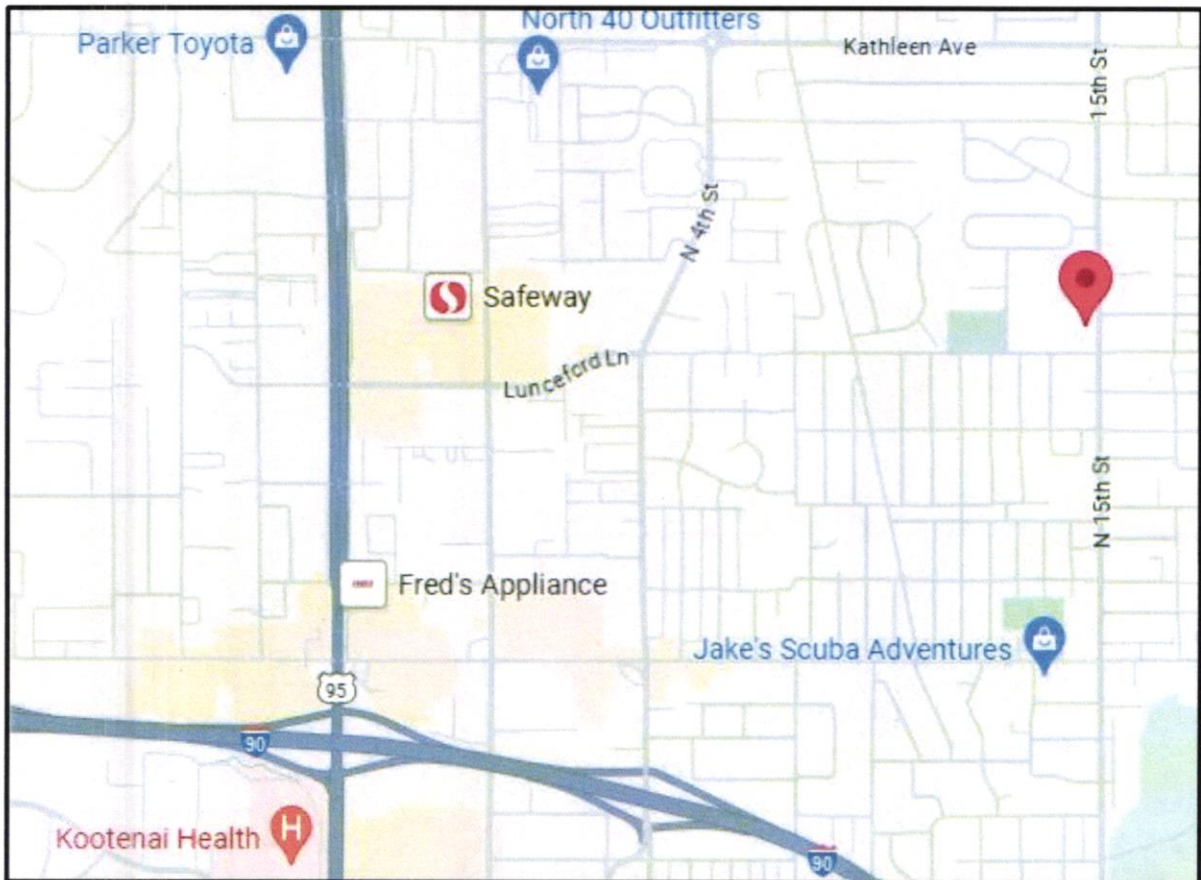 North 40 Outfitters
Parker Toyota
Kathleen Ave
15th St
N 4th St
Safeway
Lunceford Ln
N 15th St
Fred's Appliance
Jake's Scuba Adventures
95
90
Kootenai Health
H
90